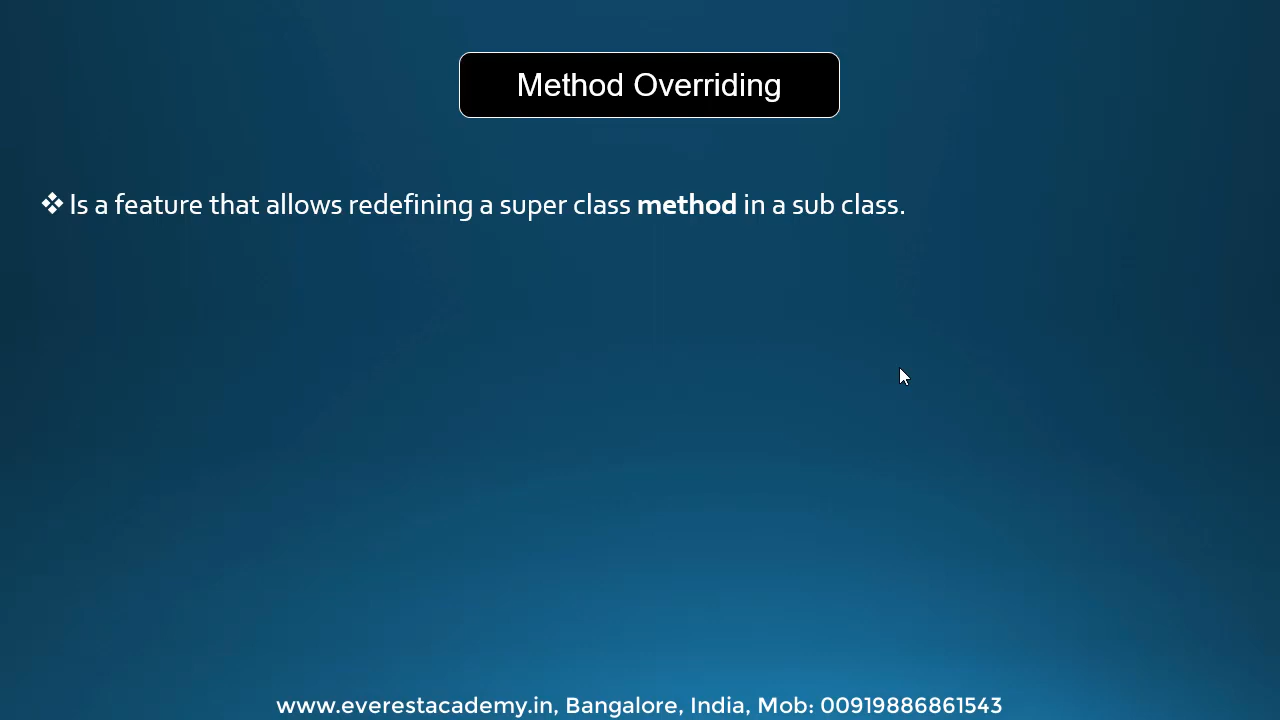 Method Overriding
❖ Is a feature that allows redefining a super class method in a sub class.
www.everestacademy.in, Bangalore, India, Mob: 00919886861543